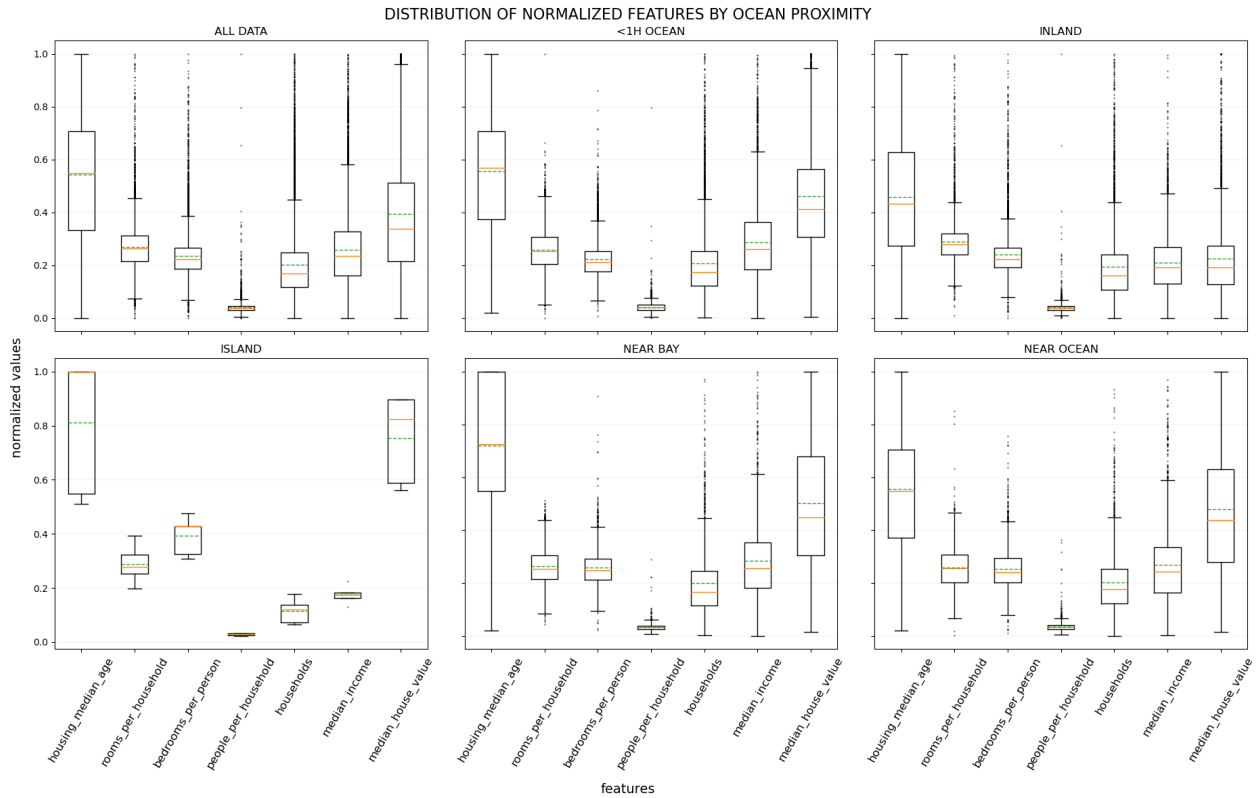 DISTRIBUTION OF NORMALIZED FEATURES BY OCEAN PROXIMITY
ALL DATA
<1H OCEAN
INLAND
1.0
0.8
0.6
0.4
0.2
0.0
ISLAND
NEAR BAY
NEAR OCEAN
1.0
0.8
0.6
0.4
0.2
0.0
normalized values
housing_median_age
rooms_per_household
bedrooms_per_person
people_per_household
households
median_income
median_house_value
housing_median_age
rooms_per_household
bedrooms_per_person
people_per_household
households
median_income
median_house_value
housing_median_age
rooms_per_household
bedrooms_per_person
people_per_household
households
median_income
median_house_value
features